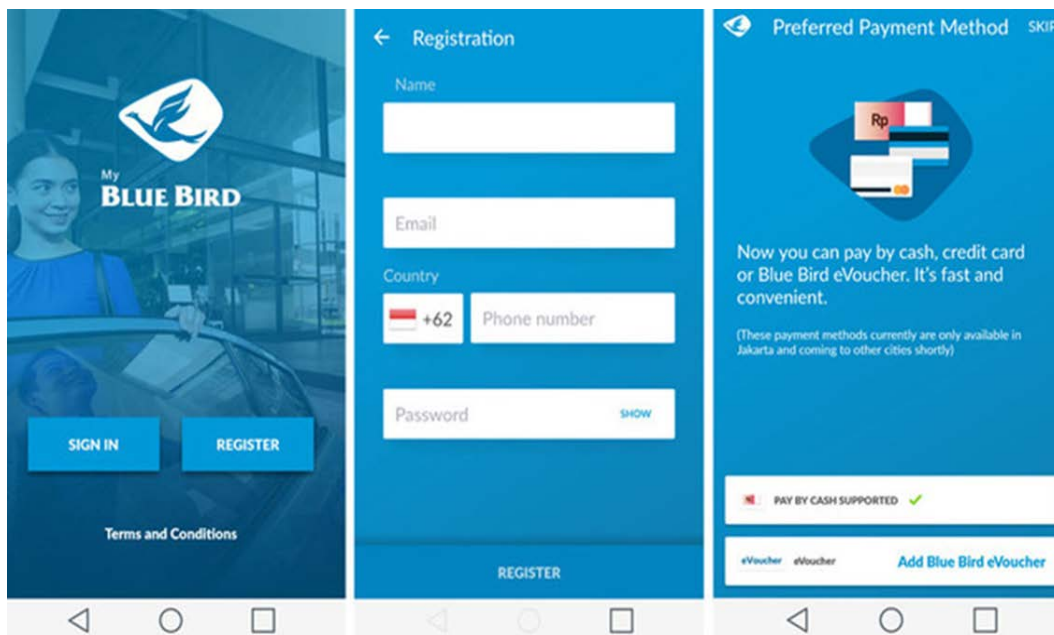 My
BLUE BIRD
SIGN IN
REGISTER
Terms and Conditions
Registration
Name
Email
Country
+62
Phone number
Password
SHOW
REGISTER
Preferred Payment Method
SKIP
Rp
Now you can pay by cash, credit card
or Blue Bird eVoucher. It's fast and
convenient.
(These payment methods currently are only available in
Jakarta and coming to other cities shortly)
PAY BY CASH SUPPORTED
eVoucher
eVoucher
Add Blue Bird eVoucher